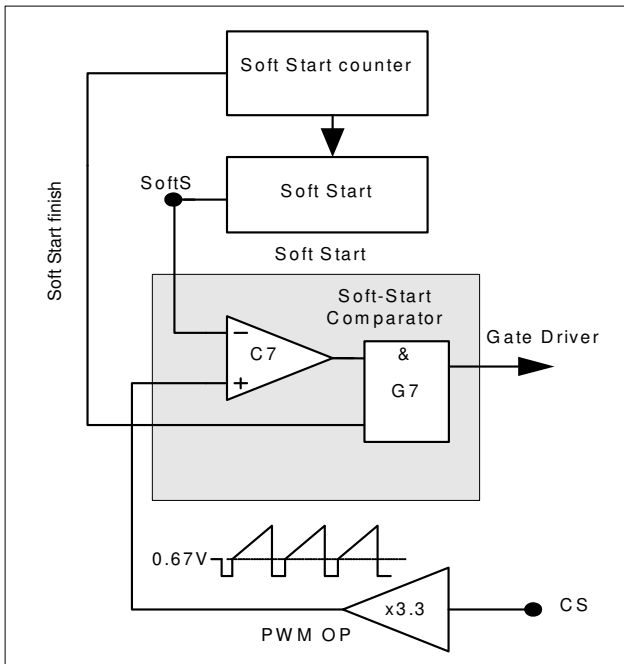 Soft Start counter
SoftS
Soft Start
Soft Start finish
Soft Start
Soft-Start
Comparator
Gate Driver
−
C7
+
&
G7
0.67V
x3.3
CS
PWM OP